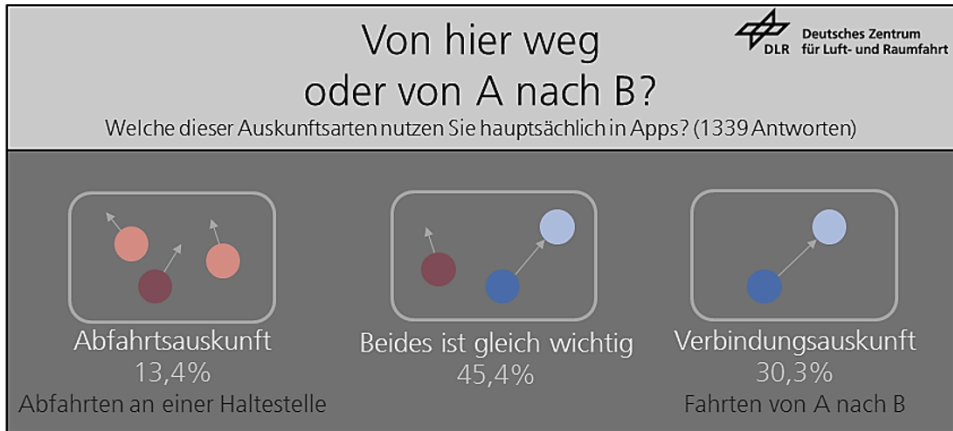 Von hier weg
oder von A nach B?
DLR
Deutsches Zentrum
für Luft- und Raumfahrt
Welche dieser Auskunftsarten nutzen Sie hauptsächlich in Apps? (1339 Antworten)
Abfahrtsauskunft
13,4%
Abfahrten an einer Haltestelle
Beides ist gleich wichtig
45,4%
Verbindungsauskunft
30,3%
Fahrten von A nach B